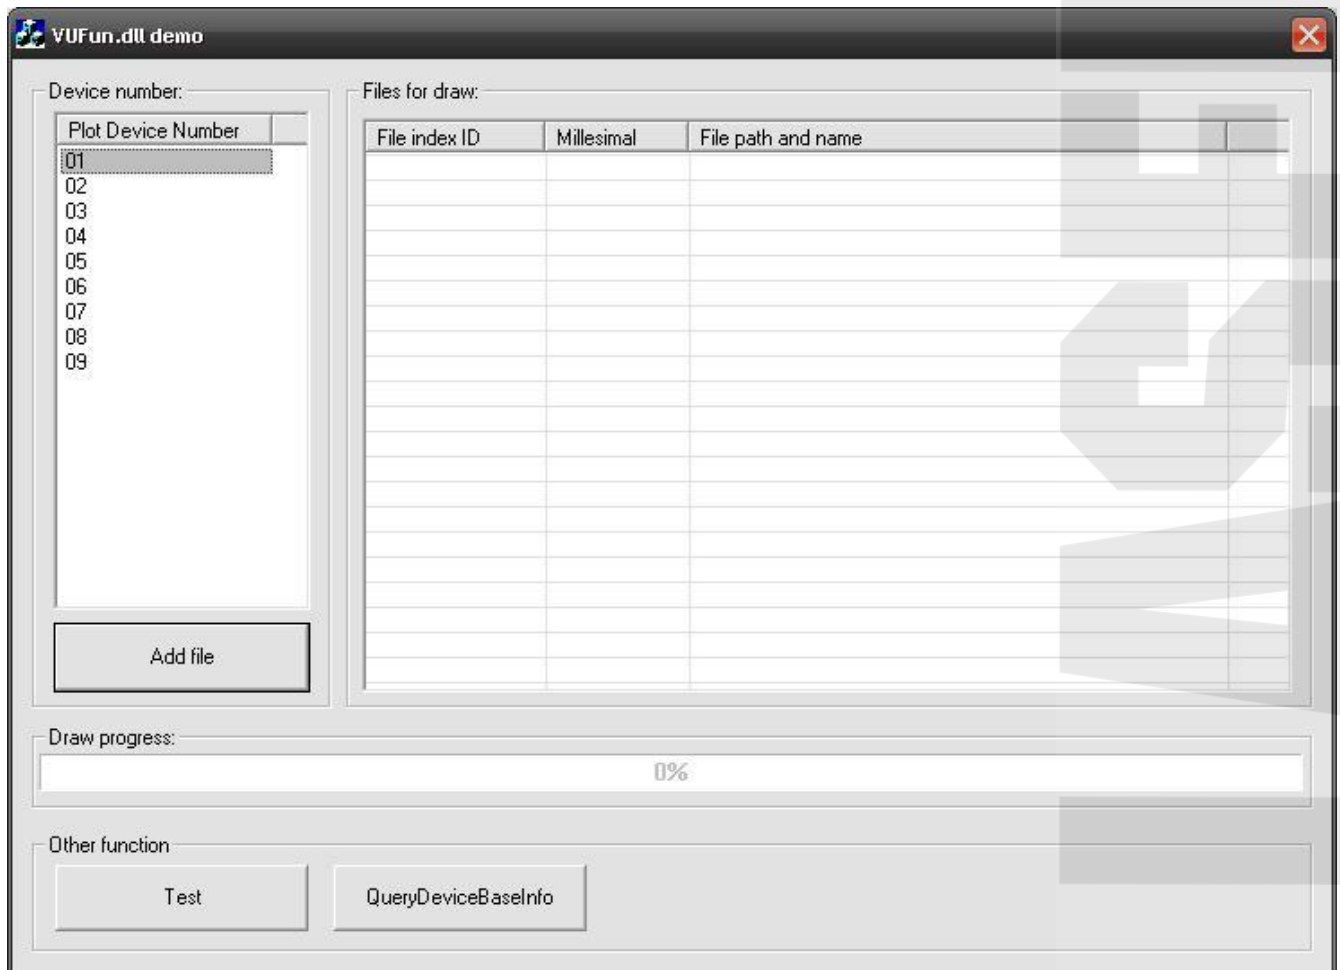 VUFun.dll demo
Device number:
Plot Device Number
01
02
03
04
05
06
07
08
09
Add file
Files for draw:
File index ID Millesimal File path and name
Draw progress:
0%
Other function
Test QueryDeviceBaseInfo